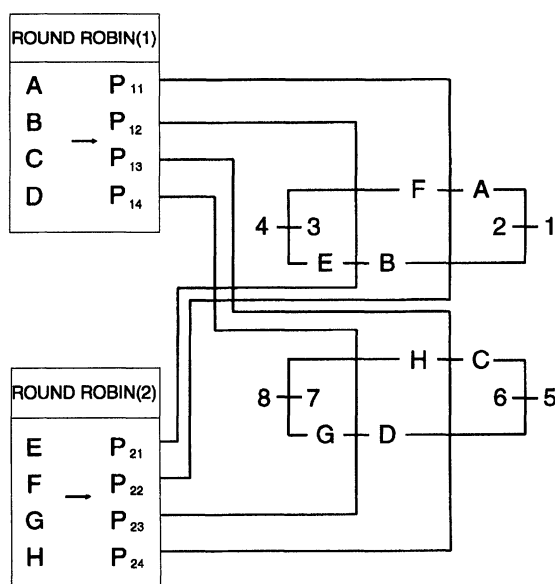 ROUND ROBIN(1)
A P₁₁
B P₁₂
C P₁₃
D P₁₄
F A
4 3 2 1
E B
H C
8 7 6 5
G D
ROUND ROBIN(2)
E P₂₁
F P₂₂
G P₂₃
H P₂₄